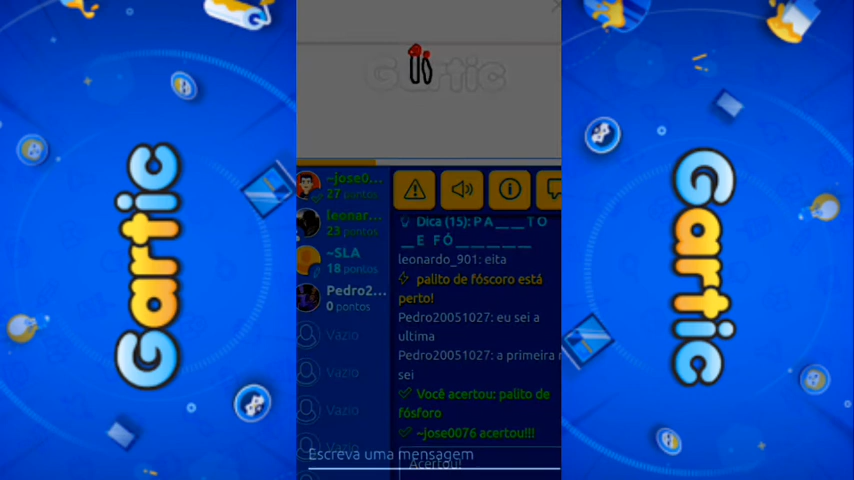 Gartic
Gartic
Gartic
~jose0...
27 pontos
leonar...
23 pontos
~SLA
18 pontos
Pedro2...
0 pontos
Vazio
Vazio
Vazio
Vazio
Dica (15): P A _ _ _ T O
_ _ E F Ó _ _ _ _ _ _
leonardo_901: eita
palito de fóscoro está
perto!
Pedro20051027: eu sei a
ultima
Pedro20051027: a primeira
sei
Você acertou: palito de
fósforo
~jose0076 acertou!!!
Escreva uma mensagem
Acertou!